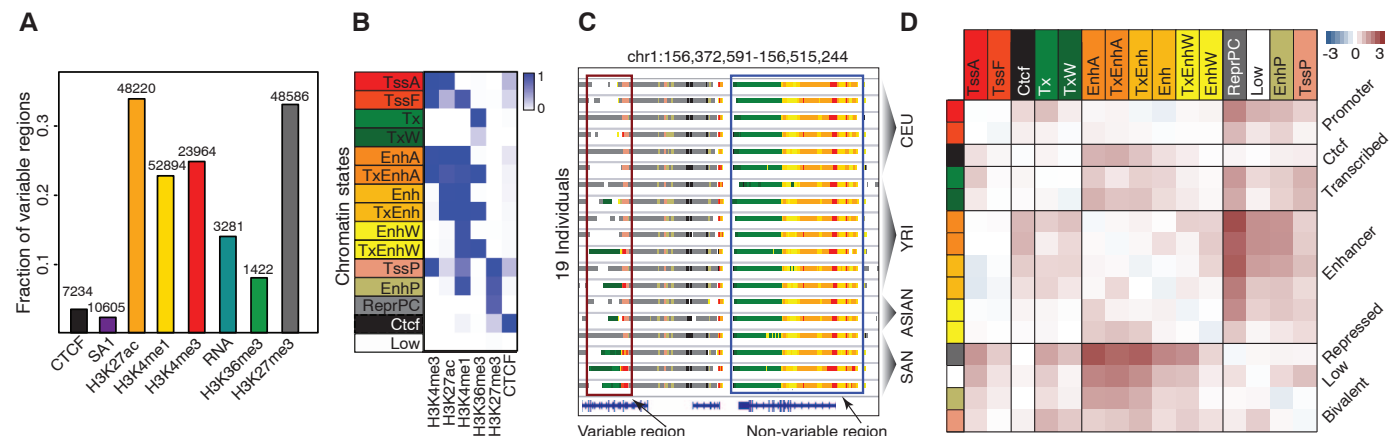 A
Fraction of variable regions
0.3
0.2
0.1
7234
10605
48220
52894
23964
3281
1422
48586
CTCF
SA1
H3K27ac
H3K4me1
H3K4me3
RNA
H3K36me3
H3K27me3
B
1
0
Chromatin states
TssA
TssF
Tx
TxW
EnhA
TxEnhA
Enh
TxEnh
EnhW
TxEnhW
TssP
EnhP
ReprPC
Ctcf
Low
H3K4me3
H3K27ac
H3K4me1
H3K36me3
H3K27me3
CTCF
C
chr1:156,372,591-156,515,244
19 Individuals
CEU
YRI
ASIAN
SAN
Variable region
Non-variable region
D
TssA
TssF
Ctcf
Tx
TxW
EnhA
TxEnhA
TxEnh
Enh
TxEnhW
EnhW
ReprPC
Low
EnhP
TssP
-3 0 3
Promoter
Ctcf
Transcribed
Enhancer
Repressed
Low
Bivalent